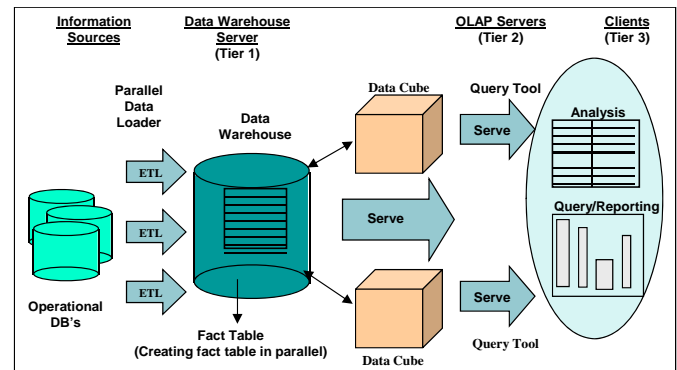 Information
Sources
Data Warehouse
Server
(Tier 1)
OLAP Servers
(Tier 2)
Clients
(Tier 3)
Parallel
Data
Loader
Data
Warehouse
Data Cube
Query Tool
Analysis
Serve
ETL
Query/Reporting
ETL
Serve
ETL
Serve
Operational
DB's
Fact Table
(Creating fact table in parallel)
Data Cube
Query Tool